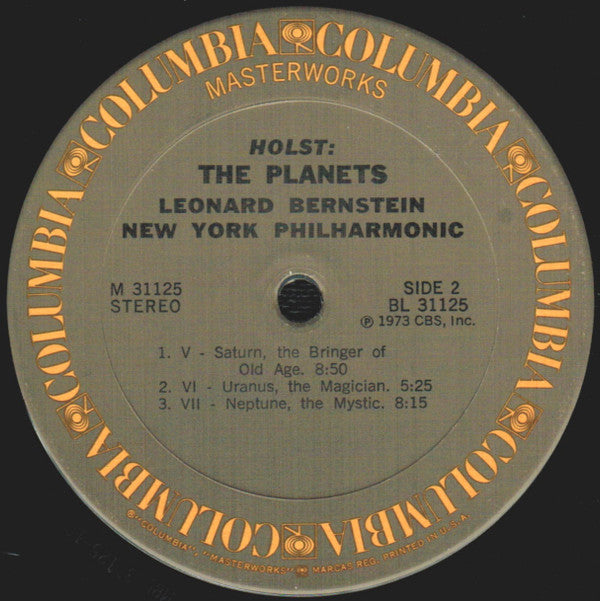 COLUMBIA COLUMBIA COLUMBIA COLUMBIA COLUMBIA COLUMBIA COLUMBIA COLUMBIA
MASTERWORKS
HOLST:
THE PLANETS
LEONARD BERNSTEIN
NEW YORK PHILHARMONIC
M 31125
STEREO
SIDE 2
BL 31125
℗ 1973 CBS, Inc.
1. V - Saturn, the Bringer of
Old Age. 8:50
2. VI - Uranus, the Magician. 5:25
3. VII - Neptune, the Mystic. 8:15
®"COLUMBIA", "MASTERWORKS" MARCAS REG. PRINTED IN U.S.A.